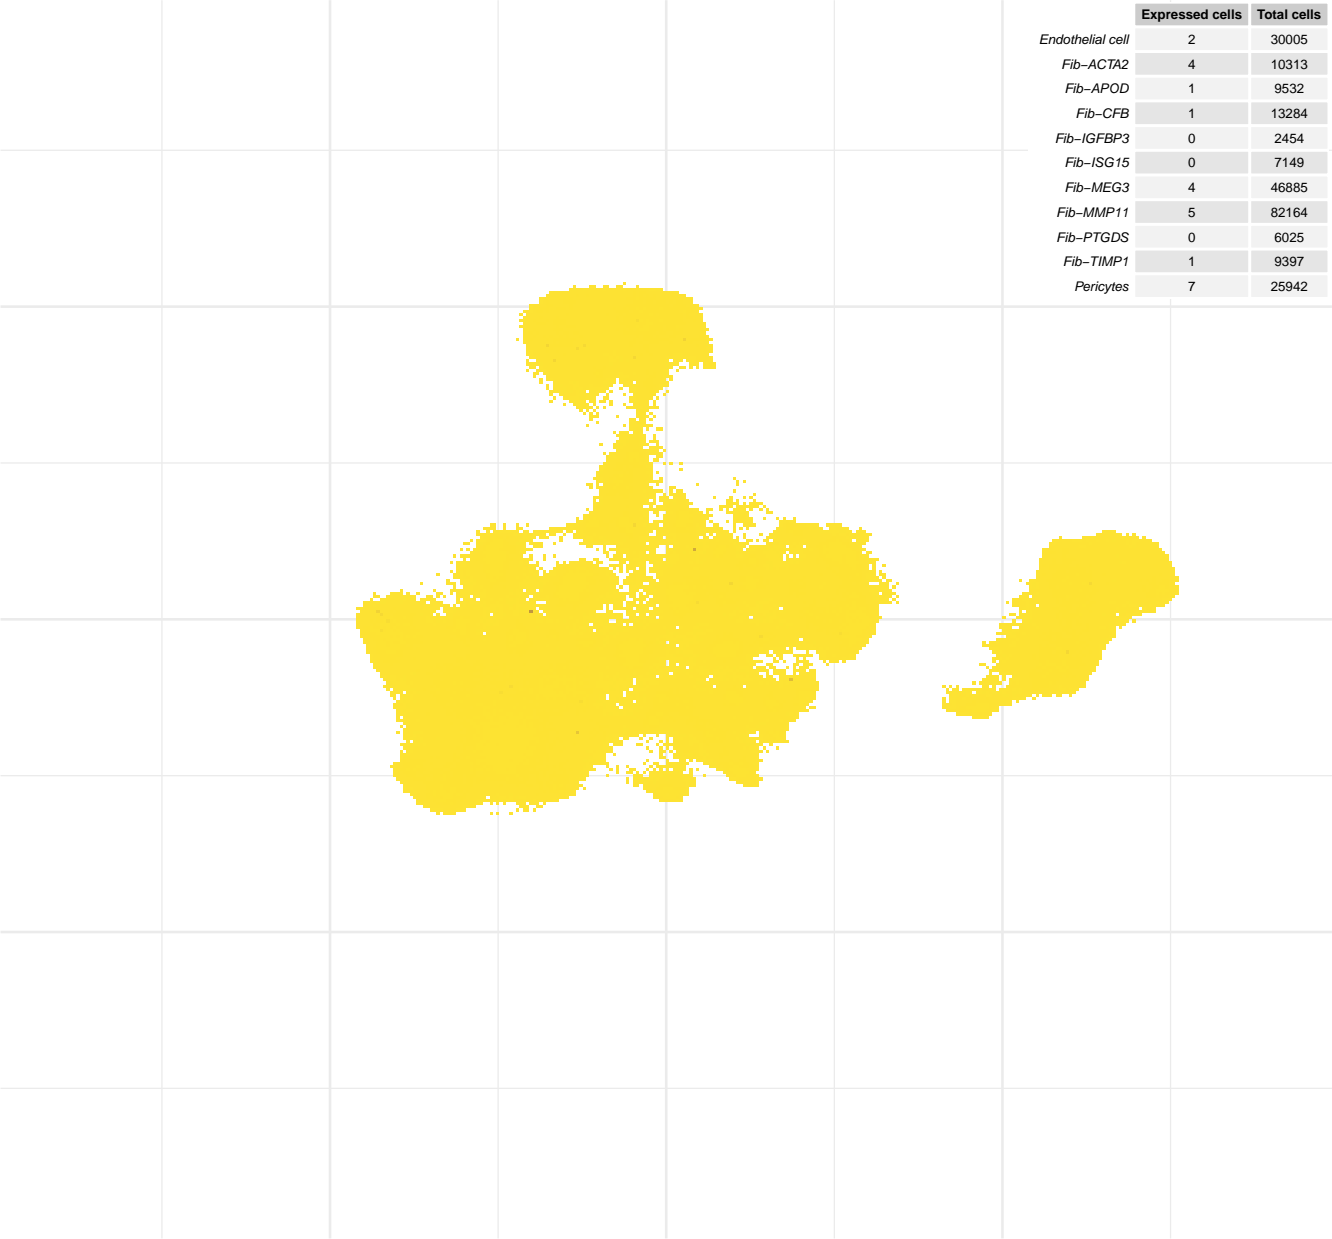 Expressed cells Total cells
Endothelial cell 2 30005
Fib−ACTA2 4 10313
Fib−APOD 1 9532
Fib−CFB 1 13284
Fib−IGFBP3 0 2454
Fib−ISG15 0 7149
Fib−MEG3 4 46885
Fib−MMP11 5 82164
Fib−PTGDS 0 6025
Fib−TIMP1 1 9397
Pericytes 7 25942